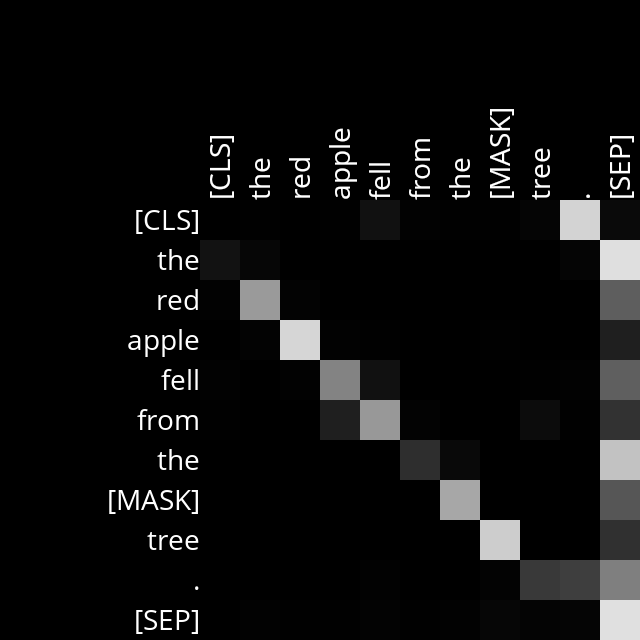 [CLS] the red apple fell from the [MASK] tree . [SEP]
[CLS]
the
red
apple
fell
from
the
[MASK]
tree
.
[SEP]